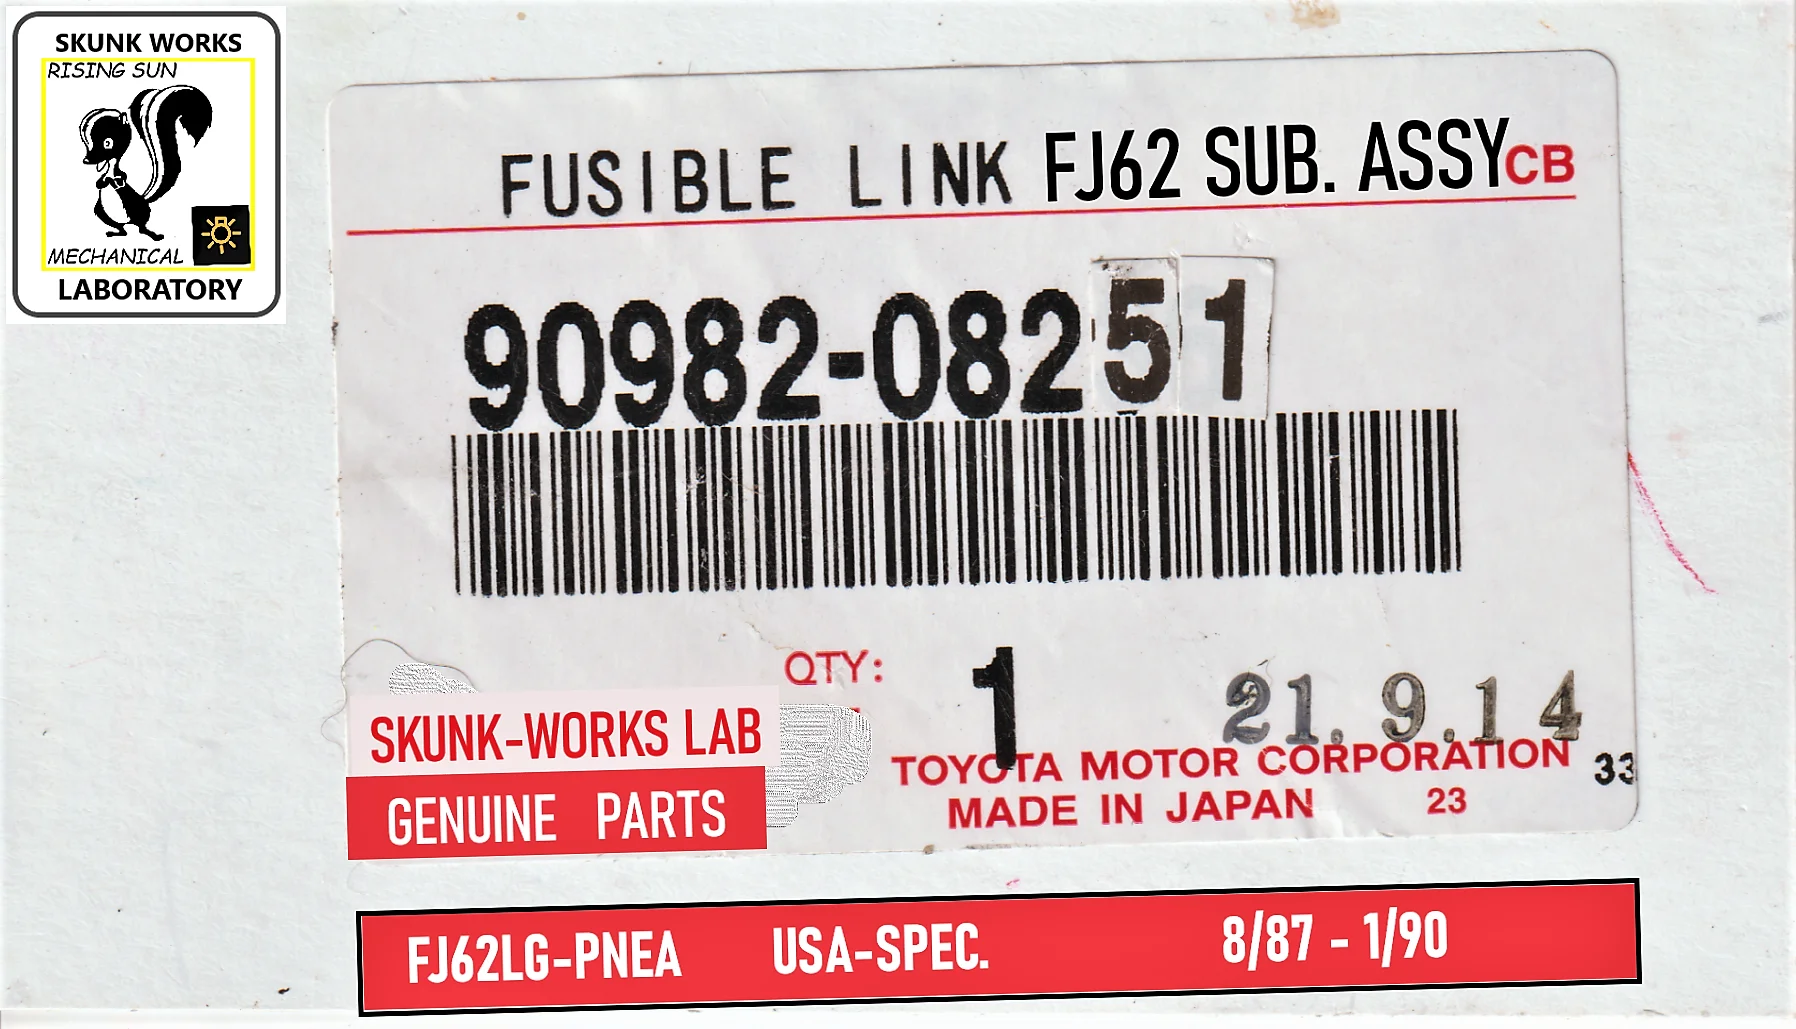 SKUNK WORKS
RISING SUN
MECHANICAL
LABORATORY
FUSIBLE LINK FJ62 SUB. ASSY CB
90982-08251
QTY: 1 21.9.14
SKUNK-WORKS LAB
GENUINE PARTS
TOYOTA MOTOR CORPORATION 33
MADE IN JAPAN 23
FJ62LG-PNEA USA-SPEC. 8/87 - 1/90